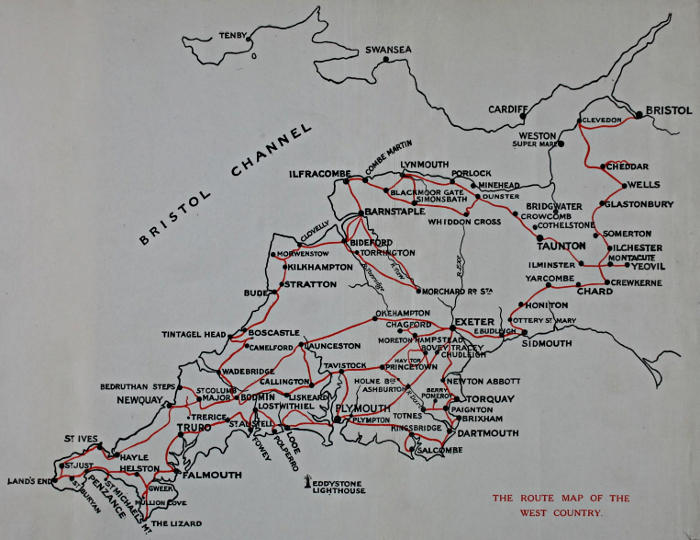 TENBY
SWANSEA
CARDIFF
BRISTOL
CLEVEDON
WESTON
SUPER MARE
BRISTOL CHANNEL
COMBE MARTIN
LYNMOUTH
PORLOCK
CHEDDAR
ILFRACOMBE
MINEHEAD
WELLS
BLACKMOOR GATE
SIMONSBATH
DUNSTER
BRIDGWATER
GLASTONBURY
BARNSTAPLE
WHIDDON CROSS
CROWCOMB
COTHELSTONE
SOMERTON
CLOVELLY
BIDEFORD
TORRINGTON
TAUNTON
ILCHESTER
MORWENSTOW
R. EXE
MONTACUTE
ILMINSTER
YEOVIL
KILKHAMPTON
R. Torridge
R. Taw
YARCOMBE
CREWKERNE
STRATTON
BUDE
MORCHARD RD STA
CHARD
HONITON
OKEHAMPTON
CHAGFORD
EXETER
OTTERY ST MARY
TINTAGEL HEAD
BOSCASTLE
E. BUDLEIGH
SIDMOUTH
CAMELFORD
LAUNCESTON
MORETON HAMPSTEAD
BOVEY TRACEY
CHUDLEIGH
HAYTOR
WADEBRIDGE
TAVISTOCK
PRINCETOWN
BEDRUTHAN STEPS
CALLINGTON
HOLNE BGE
ASHBURTON
NEWTON ABBOTT
ST COLUMB
MAJOR
BODMIN
LISKEARD
R. DART
BERRY
POMEROY
TORQUAY
NEWQUAY
LOSTWITHIEL
PLYMOUTH
PAIGNTON
TRERICE
PLYMPTON
TOTNES
BRIXHAM
TRURO
ST AUSTELL
FOWEY
POLPERRO
LOOE
KINGSBRIDGE
DARTMOUTH
ST IVES
SALCOMBE
HAYLE
ST JUST
HELSTON
FALMOUTH
LAND'S END
ST BURYAN
PENZANCE
ST MICHAELS MT
GWEEK
MULLION COVE
THE LIZARD
EDDYSTONE
LIGHTHOUSE
THE ROUTE MAP OF THE
WEST COUNTRY.